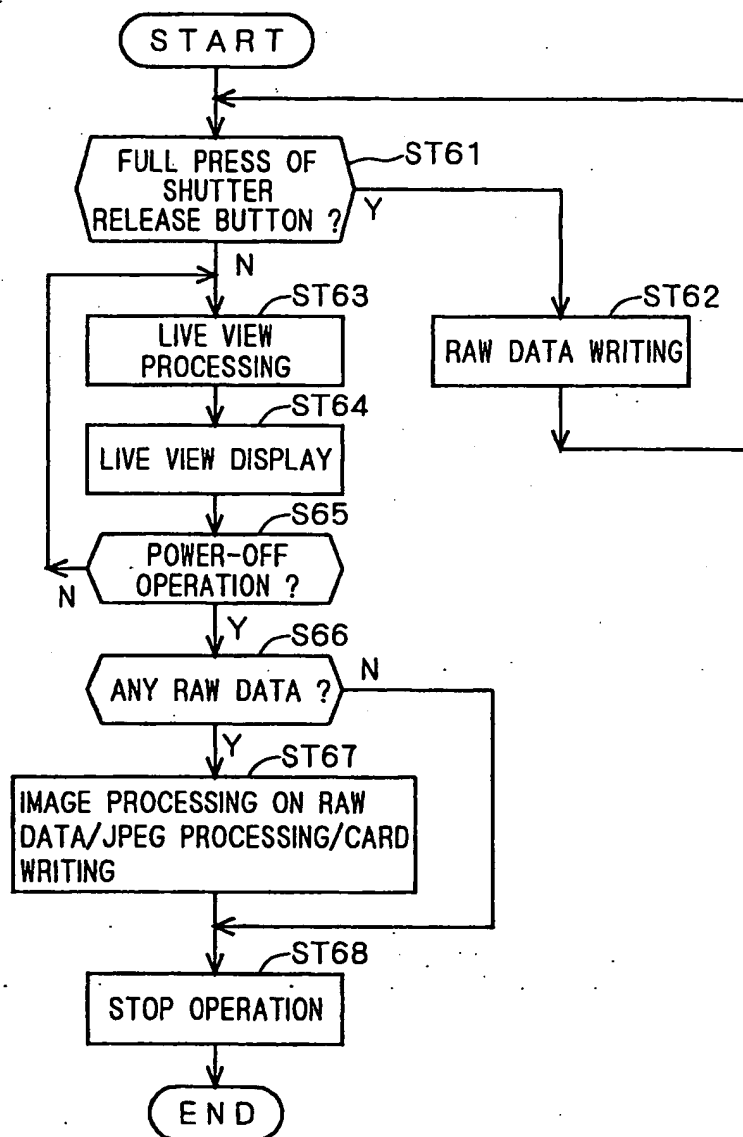 START
FULL PRESS OF
SHUTTER
RELEASE BUTTON ?
ST61
Y
N
ST63
LIVE VIEW
PROCESSING
ST62
RAW DATA WRITING
ST64
LIVE VIEW DISPLAY
S65
POWER-OFF
OPERATION ?
N
Y
S66
ANY RAW DATA ?
N
Y
ST67
IMAGE PROCESSING ON RAW
DATA/JPEG PROCESSING/CARD
WRITING
ST68
STOP OPERATION
END